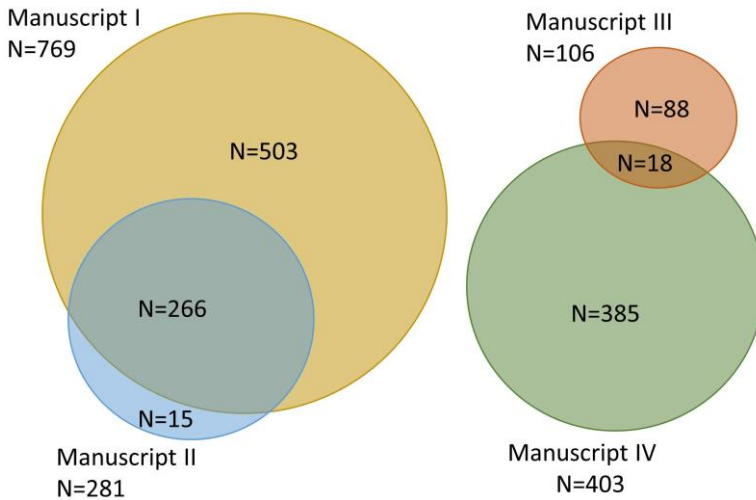 Manuscript I
N=769
N=503
N=266
N=15
Manuscript II
N=281
Manuscript III
N=106
N=88
N=18
N=385
Manuscript IV
N=403